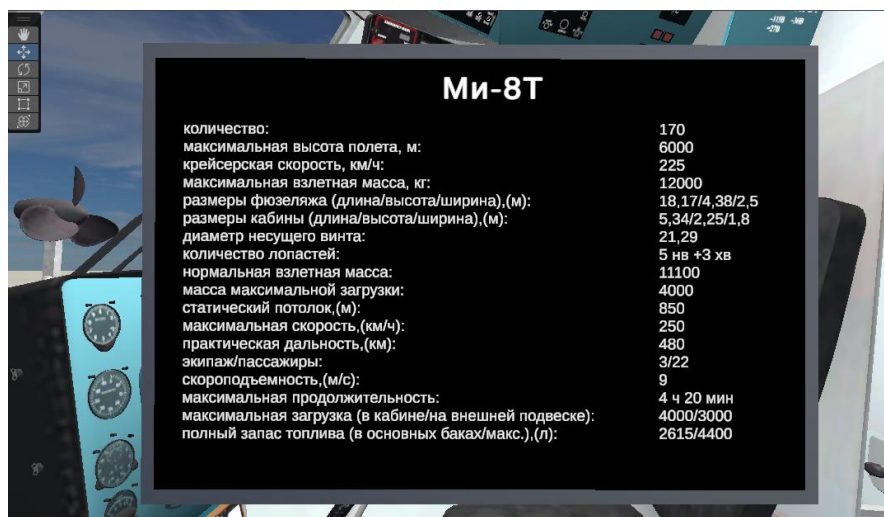 Ми-8Т
количество: 170
максимальная высота полета, м: 6000
крейсерская скорость, км/ч: 225
максимальная взлетная масса, кг: 12000
размеры фюзеляжа (длина/высота/ширина),(м): 18,17/4,38/2,5
размеры кабины (длина/высота/ширина),(м): 5,34/2,25/1,8
диаметр несущего винта: 21,29
количество лопастей: 5 нв +3 хв
нормальная взлетная масса: 11100
масса максимальной загрузки: 4000
статический потолок,(м): 850
максимальная скорость,(км/ч): 250
практическая дальность,(км): 480
экипаж/пассажиры: 3/22
скороподъемность,(м/с): 9
максимальная продолжительность: 4 ч 20 мин
максимальная загрузка (в кабине/на внешней подвеске): 4000/3000
полный запас топлива (в основных баках/макс.),(л): 2615/4400